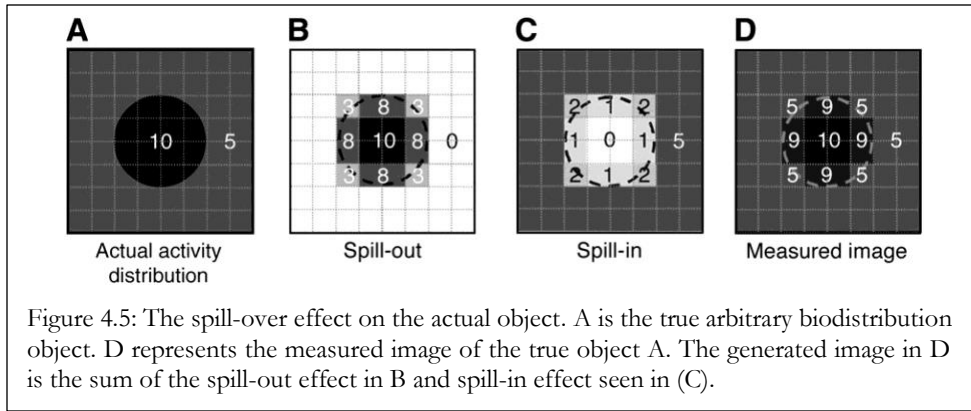 A B C D
10 5
3 8 3
8 10 8 0
3 8 3
2 1 2
1 0 1 5
2 1 2
5 9 5
9 10 9 5
5 9 5
Actual activity
distribution
Spill-out
Spill-in
Measured image
Figure 4.5: The spill-over effect on the actual object. A is the true arbitrary biodistribution
object. D represents the measured image of the true object A. The generated image in D
is the sum of the spill-out effect in B and spill-in effect seen in (C).